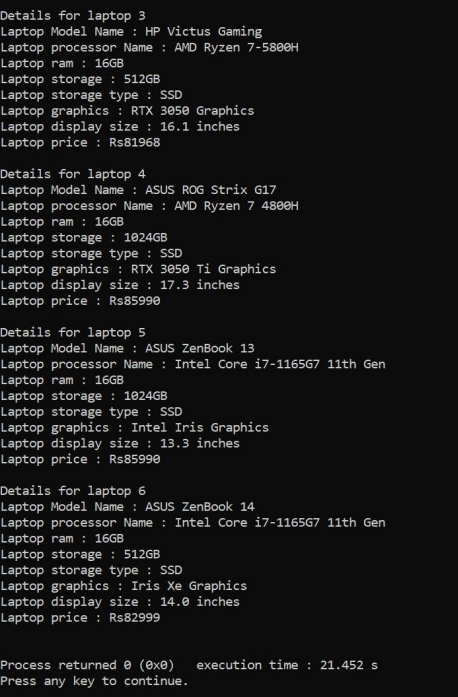 Details for laptop 3
Laptop Model Name : HP Victus Gaming
Laptop processor Name : AMD Ryzen 7-5800H
Laptop ram : 16GB
Laptop storage : 512GB
Laptop storage type : SSD
Laptop graphics : RTX 3050 Graphics
Laptop display size : 16.1 inches
Laptop price : Rs81968
Details for laptop 4
Laptop Model Name : ASUS ROG Strix G17
Laptop processor Name : AMD Ryzen 7 4800H
Laptop ram : 16GB
Laptop storage : 1024GB
Laptop storage type : SSD
Laptop graphics : RTX 3050 Ti Graphics
Laptop display size : 17.3 inches
Laptop price : Rs85990
Details for laptop 5
Laptop Model Name : ASUS ZenBook 13
Laptop processor Name : Intel Core i7-1165G7 11th Gen
Laptop ram : 16GB
Laptop storage : 1024GB
Laptop storage type : SSD
Laptop graphics : Intel Iris Graphics
Laptop display size : 13.3 inches
Laptop price : Rs85990
Details for laptop 6
Laptop Model Name : ASUS ZenBook 14
Laptop processor Name : Intel Core i7-1165G7 11th Gen
Laptop ram : 16GB
Laptop storage : 512GB
Laptop storage type : SSD
Laptop graphics : Iris Xe Graphics
Laptop display size : 14.0 inches
Laptop price : Rs82999
Process returned 0 (0x0)   execution time : 21.452 s
Press any key to continue.